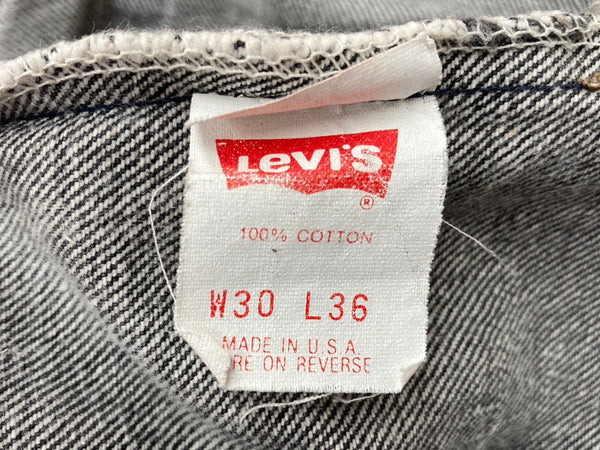 Levi's
®
100% COTTON
W30 L36
MADE IN U.S.A.
RE ON REVERSE